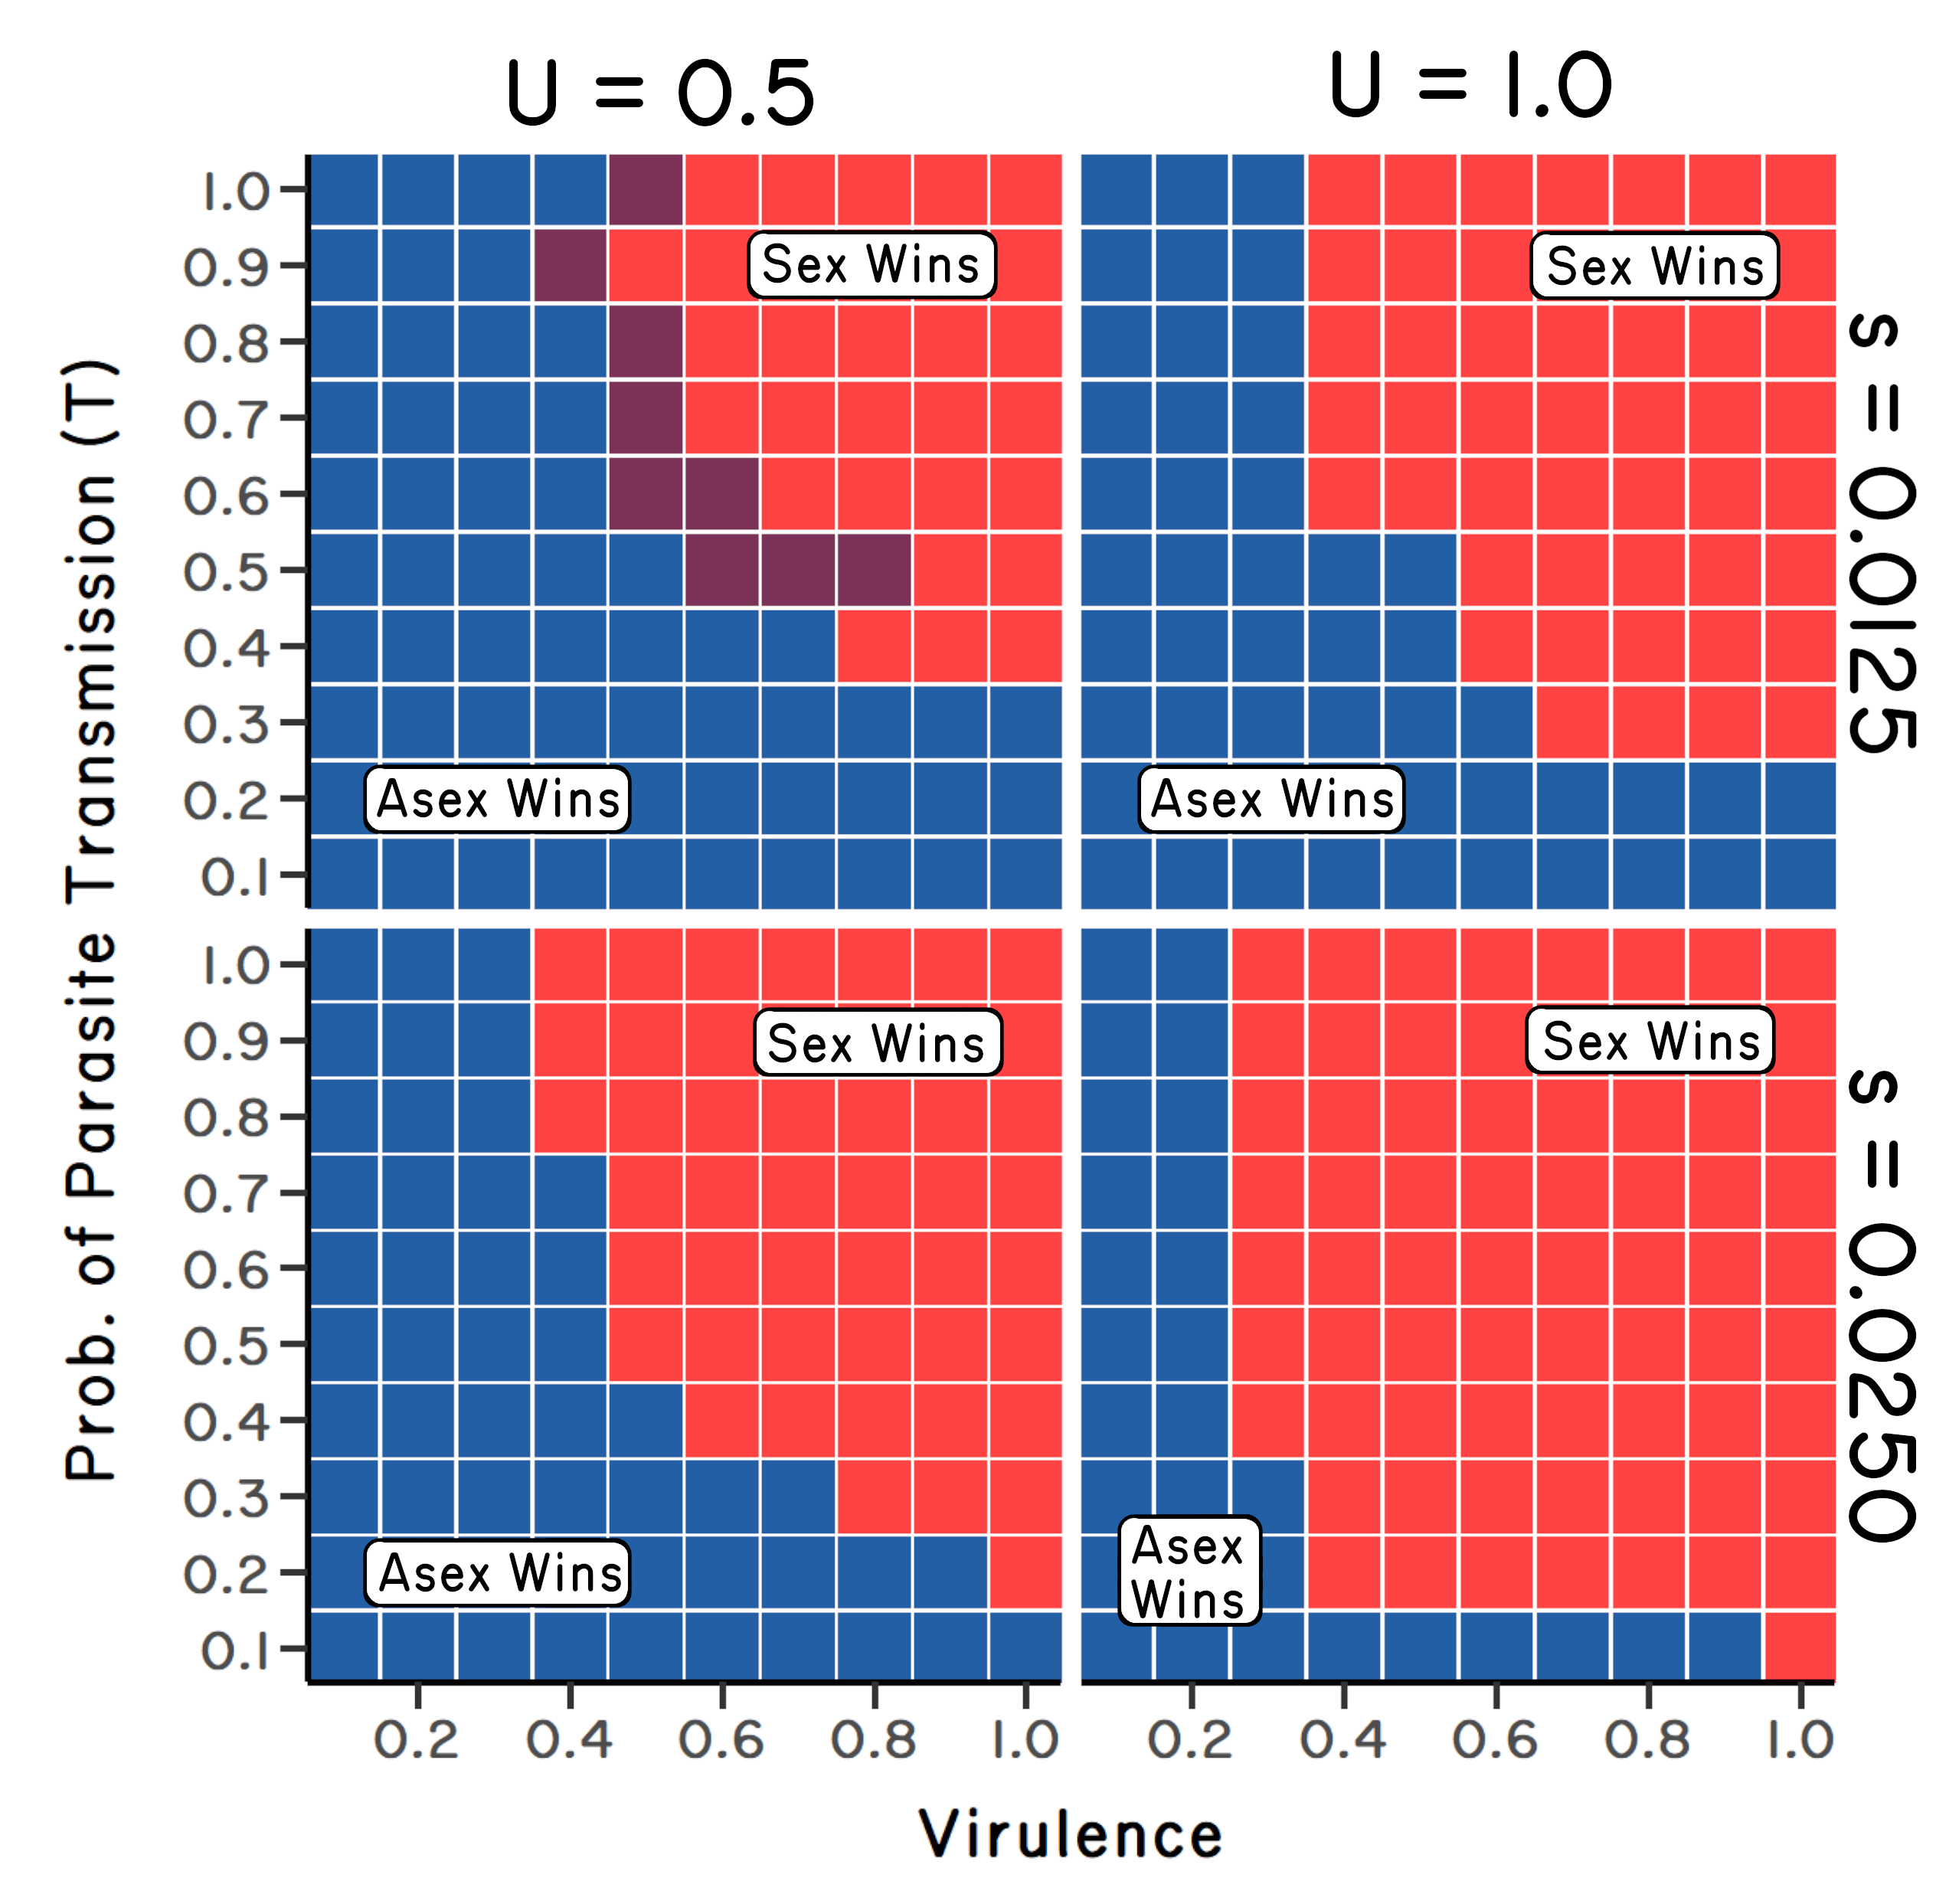 U = 0.5
U = 1.0
Prob. of Parasite Transmission (T)
1.0
0.9
0.8
0.7
0.6
0.5
0.4
0.3
0.2
0.1
Sex Wins
Asex Wins
Sex Wins
Asex Wins
s = 0.0125
1.0
0.9
0.8
0.7
0.6
0.5
0.4
0.3
0.2
0.1
Sex Wins
Asex Wins
Sex Wins
Asex
Wins
s = 0.0250
0.2 0.4 0.6 0.8 1.0
0.2 0.4 0.6 0.8 1.0
Virulence